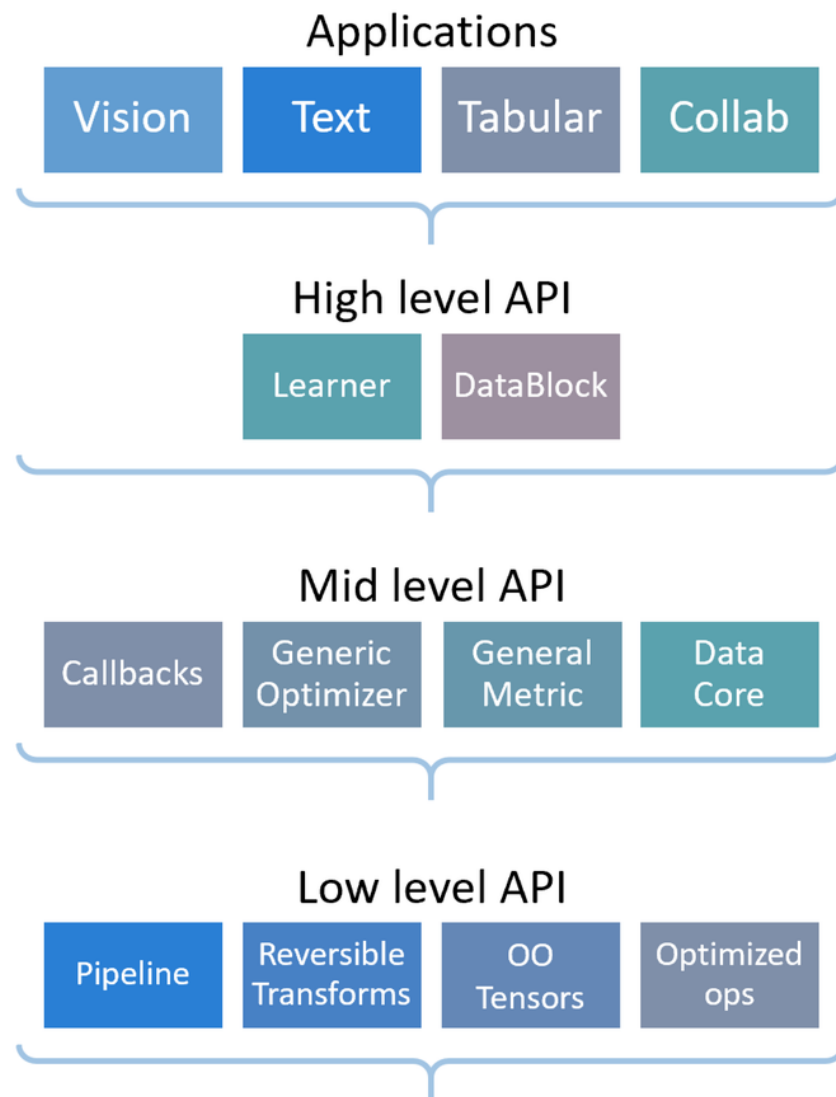 Applications
Vision
Text
Tabular
Collab
High level API
Learner
DataBlock
Mid level API
Callbacks
Generic
Optimizer
General
Metric
Data
Core
Low level API
Pipeline
Reversible
Transforms
OO
Tensors
Optimized
ops